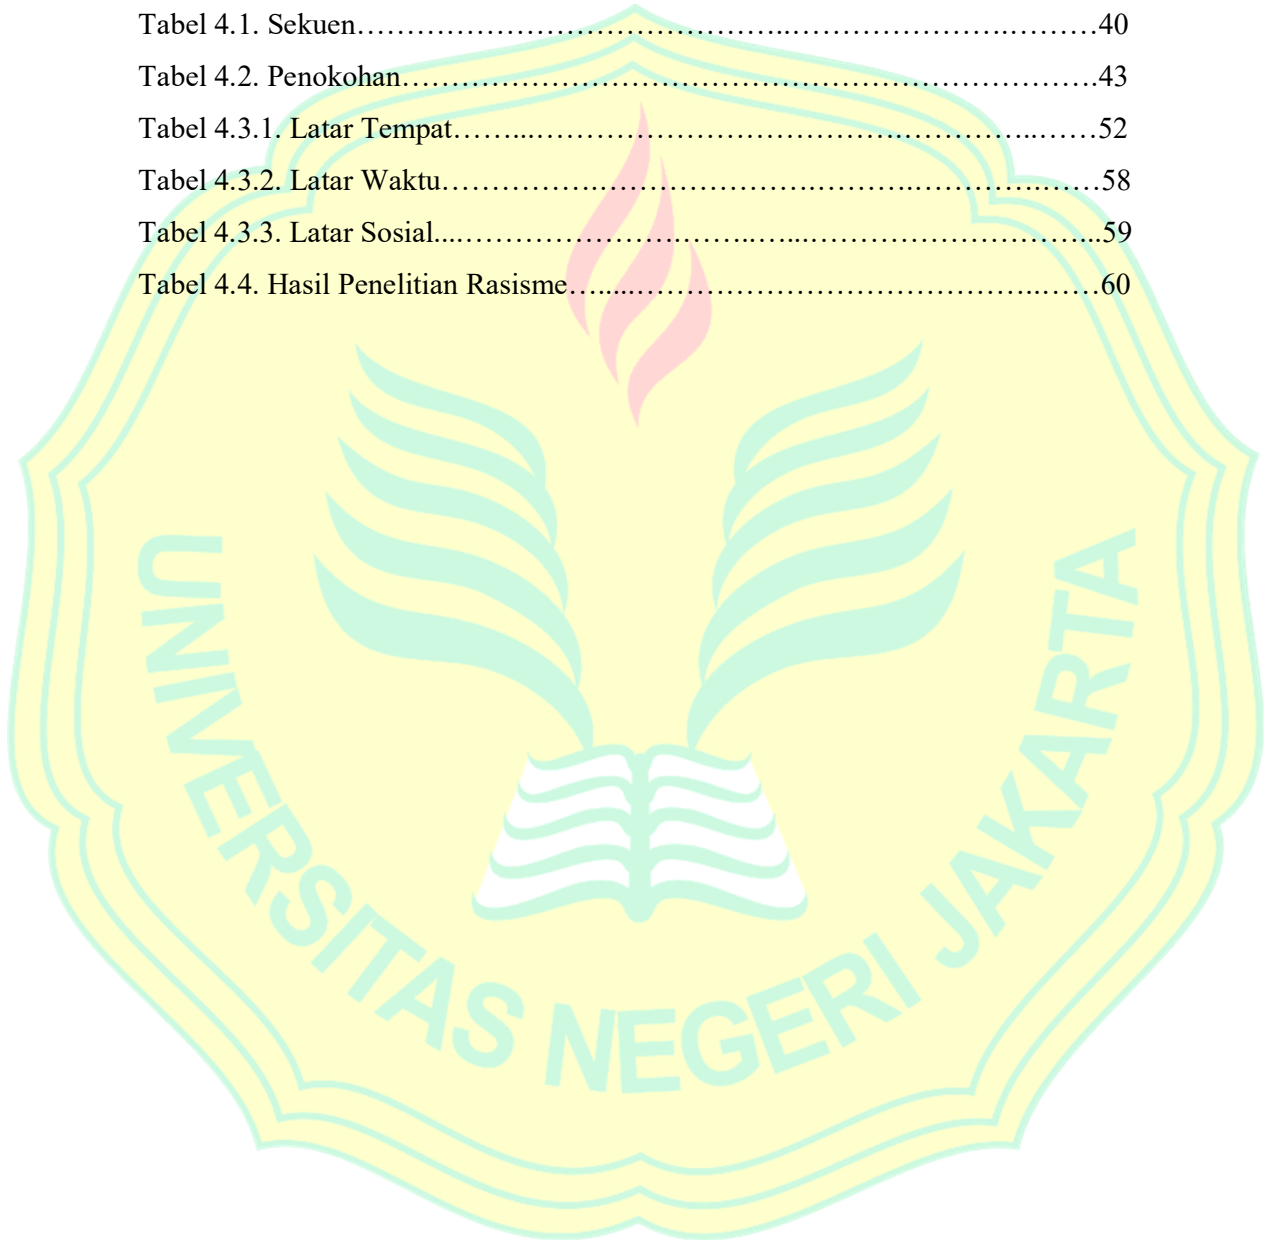 Tabel 4.1. Sekuen…………………………………….…..………………….….………40
Tabel 4.2. Penokohan…………………………………………………………….43
Tabel 4.3.1. Latar Tempat……...………………………………….…………..……52
Tabel 4.3.2. Latar Waktu…………….……………………………….……………58
Tabel 4.3.3. Latar Sosial....………………………..…...………………………...59
Tabel 4.4. Hasil Penelitian Rasisme….....…………………………………..……60
UNIVERSITAS NEGERI JAKARTA